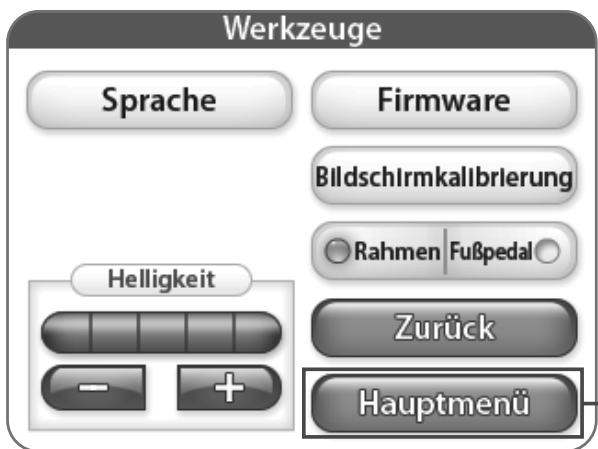 Werkzeuge
Sprache
Firmware
Bildschirmkalibrierung
Rahmen Fußpedal
Helligkeit
Zurück
− +
Hauptmenü